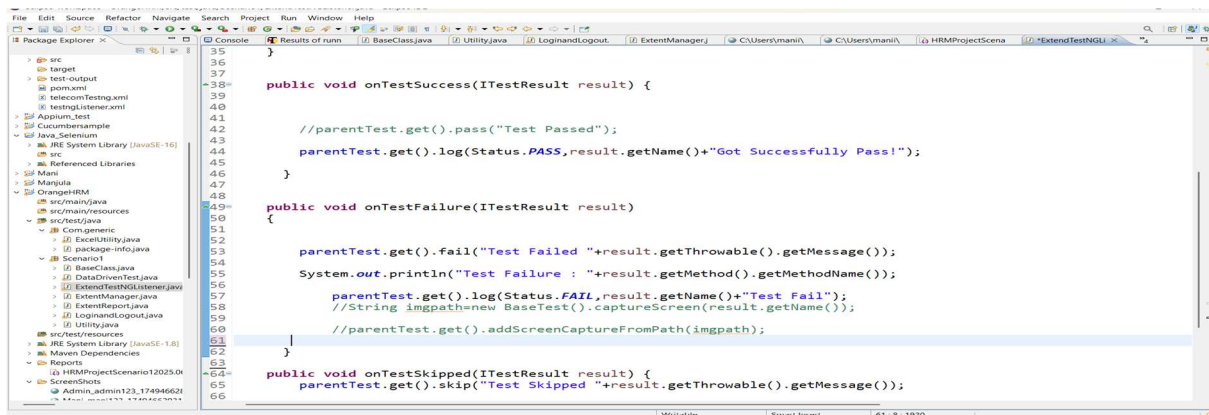 File Edit Source Refactor Navigate Search Project Run Window Help
Package Explorer ×
src
target
test-output
pom.xml
telecomTestng.xml
testngListener.xml
Appium_test
Cucumbersample
Java_Selenium
JRE System Library [JavaSE-16]
src
Referenced Libraries
Mani
Manjula
OrangeHRM
src/main/java
src/main/resources
src/test/java
Com.generic
ExcelUtility.java
package-info.java
Scenario1
BaseClass.java
DataDrivenTest.java
ExtendTestNGListener.java
ExtentManager.java
ExtentReport.java
LoginandLogout.java
Utility.java
src/test/resources
JRE System Library [JavaSE-1.8]
Maven Dependencies
Reports
HRMProjectScenario12025.0
ScreenShots
Admin_admin123_17494662
Console Results of runn BaseClass.java Utility.java LoginandLogout. ExtentManager.j C:\Users\manii\ C:\Users\manii\ HRMProjectScena *ExtendTestNGLi ×
35 }
36
37
38 public void onTestSuccess(ITestResult result) {
39
40
41
42 //parentTest.get().pass("Test Passed");
43
44 parentTest.get().log(Status.PASS,result.getName()+"Got Successfully Pass!");
45
46 }
47
48
49 public void onTestFailure(ITestResult result)
50 {
51
52
53 parentTest.get().fail("Test Failed "+result.getThrowable().getMessage());
54
55 System.out.println("Test Failure : "+result.getMethod().getMethodName());
56
57 parentTest.get().log(Status.FAIL,result.getName()+"Test Fail");
58 //String imgpath=new BaseTest().captureScreen(result.getName());
59
60 //parentTest.get().addScreenCaptureFromPath(imgpath);
61
62 }
63
64 public void onTestSkipped(ITestResult result) {
65 parentTest.get().skip("Test Skipped "+result.getThrowable().getMessage());
66